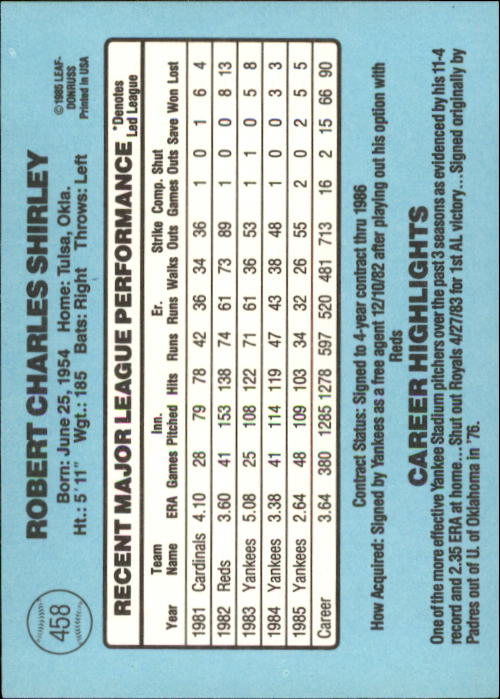 458
ROBERT CHARLES SHIRLEY
Born: June 25, 1954 Home: Tulsa, Okla.
Ht.: 5'11" Wgt.: 185 Bats: Right Throws: Left
©1985 LEAF-
DONRUSS
Printed in USA
RECENT MAJOR LEAGUE PERFORMANCE *Denotes
Led League
Team Inn. Er. Strike Comp. Shut
Year Name ERA Games Pitched Hits Runs Runs Walks Outs Games Outs Save Won Lost
1981 Cardinals 4.10 28 79 78 42 36 34 36 1 0 1 6 4
1982 Reds 3.60 41 153 138 74 61 73 89 1 0 0 8 13
1983 Yankees 5.08 25 108 122 71 61 36 53 1 1 0 5 8
1984 Yankees 3.38 41 114 119 47 43 38 48 1 0 0 3 3
1985 Yankees 2.64 48 109 103 34 32 26 55 2 0 2 5 5
Career 3.64 380 1285 1278 597 520 481 713 16 2 15 66 90
Contract Status: Signed to 4-year contract thru 1986
How Acquired: Signed by Yankees as a free agent 12/10/82 after playing out his option with
Reds
CAREER HIGHLIGHTS
One of the more effective Yankee Stadium pitchers over the past 3 seasons as evidenced by his 11-4
record and 2.35 ERA at home...Shut out Royals 4/27/83 for 1st AL victory...Signed originally by
Padres out of U. of Oklahoma in '76.